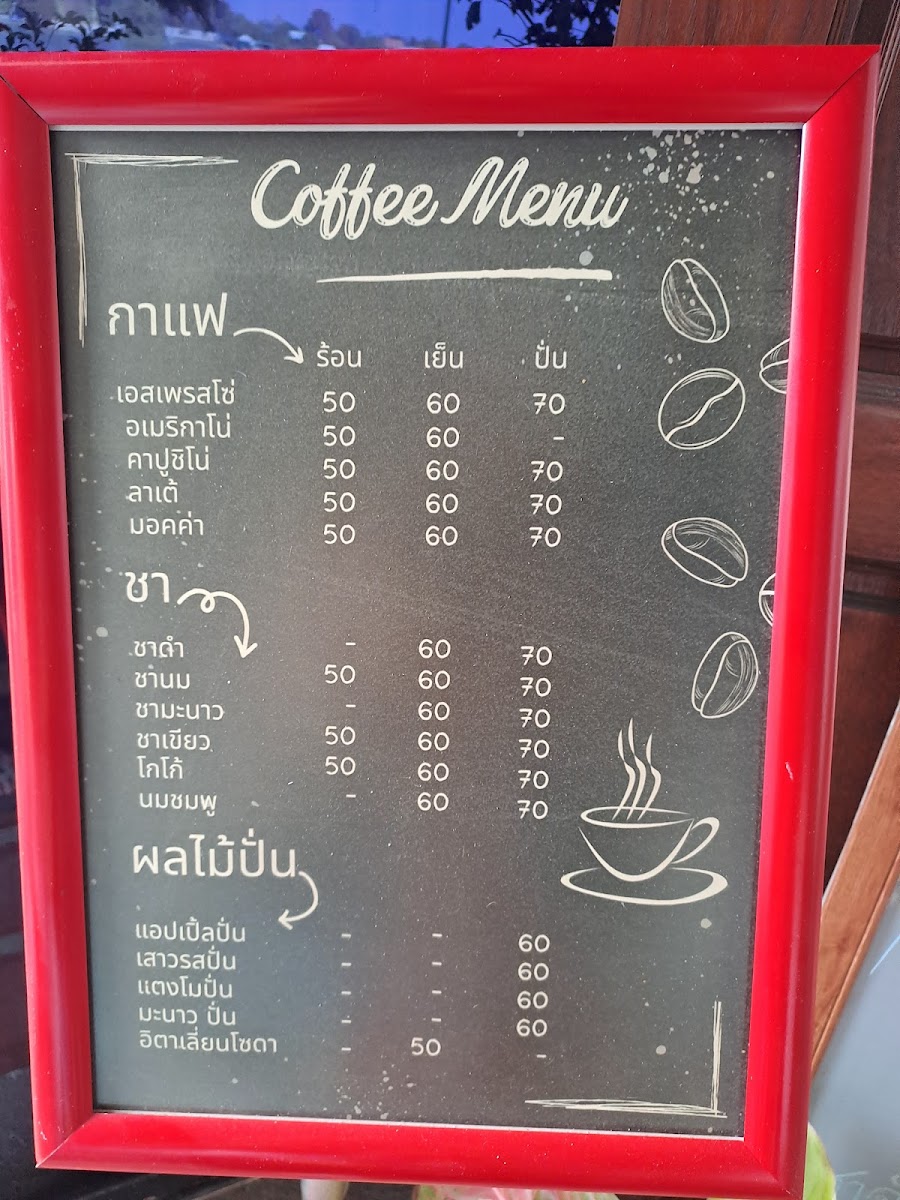 Coffee Menu
กาแฟ
ร้อน เย็น ปั่น
เอสเพรสโซ่ 50 60 70
อเมริกาโน่ 50 60 -
คาปูชิโน่ 50 60 70
ลาเต้ 50 60 70
มอคค่า 50 60 70
ชา
ชาดำ - 60 70
ชานม 50 60 70
ชามะนาว - 60 70
ชาเขียว 50 60 70
โกโก้ 50 60 70
นมชมพู - 60 70
ผลไม้ปั่น
แอปเปิ้ลปั่น - - 60
เสาวรสปั่น - - 60
แตงโมปั่น - - 60
มะนาว ปั่น - - 60
อิตาเลี่ยนโซดา - 50 -